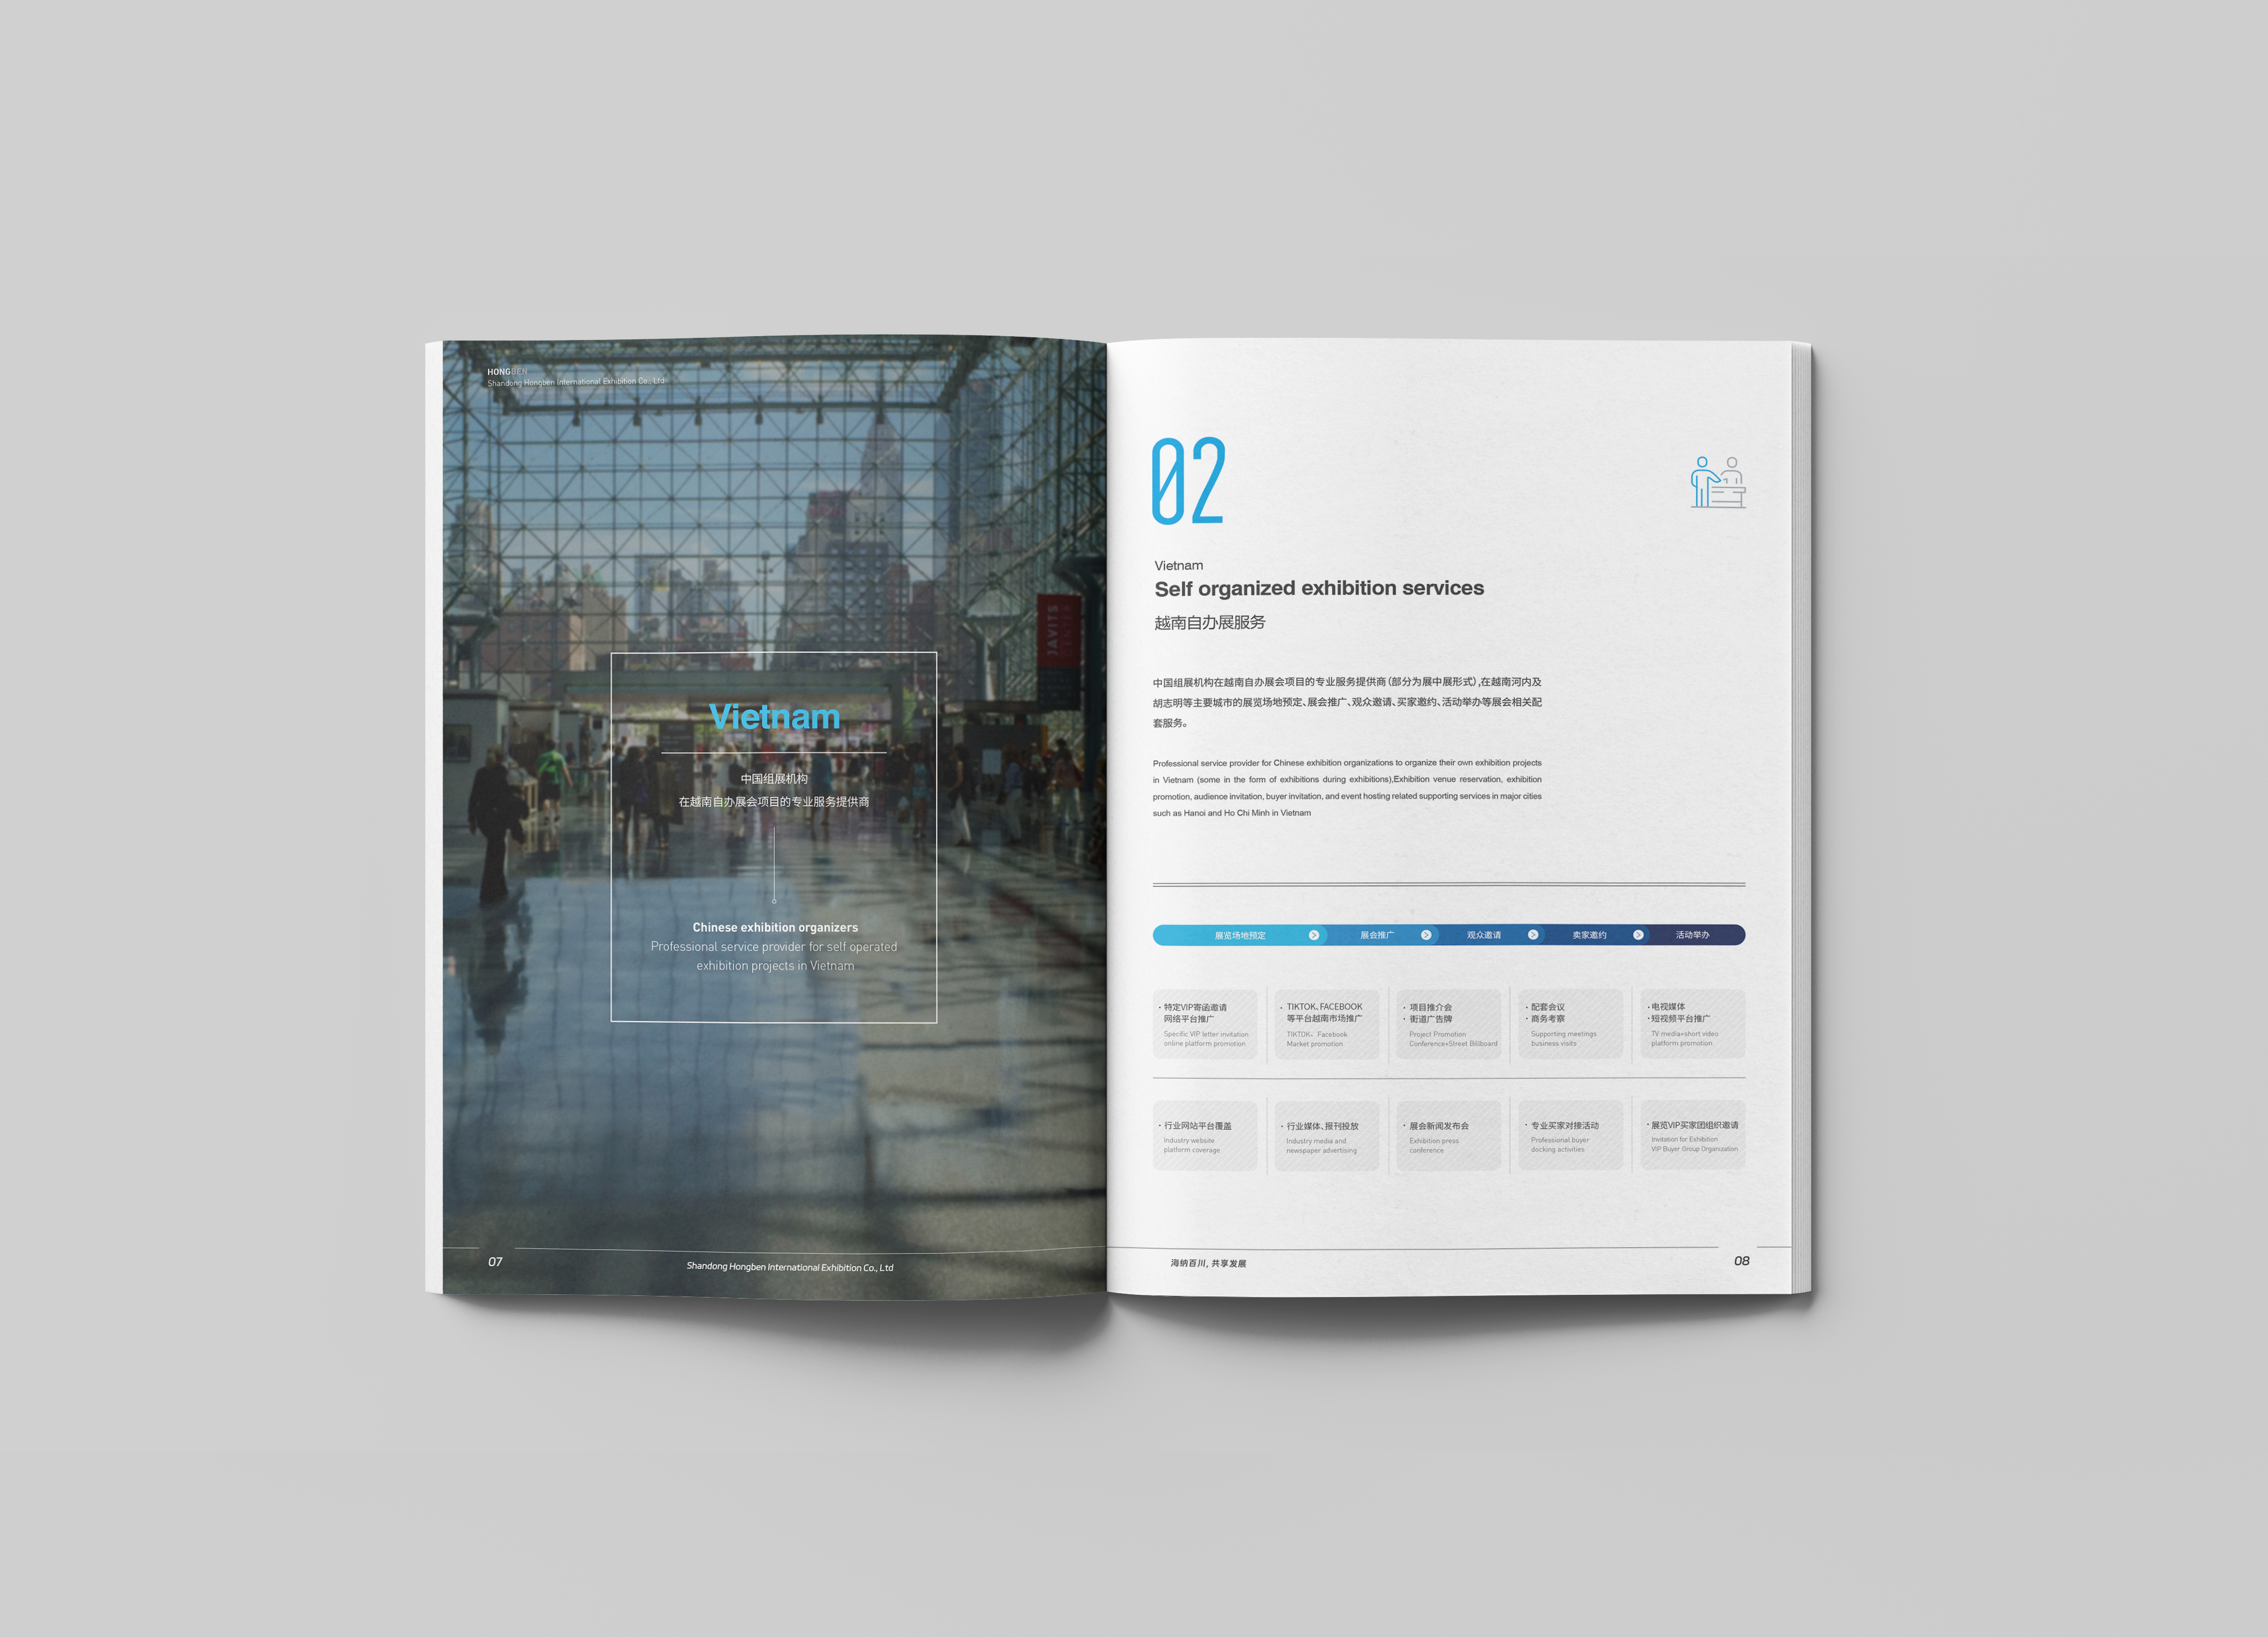 HONGBEN
Shandong Hongben International Exhibition Co., Ltd
JAVITS
CENTRE
Vietnam
中国组展机构
在越南自办展会项目的专业服务提供商
Chinese exhibition organizers
Professional service provider for self operated
exhibition projects in Vietnam
07
Shandong Hongben International Exhibition Co., Ltd
02
Vietnam
Self organized exhibition services
越南自办展服务
中国组展机构在越南自办展会项目的专业服务提供商（部分为展中展形式）,在越南河内及
胡志明等主要城市的展览场地预定、展会推广、观众邀请、买家邀约、活动举办等展会相关配
套服务。
Professional service provider for Chinese exhibition organizations to organize their own exhibition projects
in Vietnam (some in the form of exhibitions during exhibitions),Exhibition venue reservation, exhibition
promotion, audience invitation, buyer invitation, and event hosting related supporting services in major cities
such as Hanoi and Ho Chi Minh in Vietnam
展览场地预定 展会推广 观众邀请 卖家邀约 活动举办
· 特定VIP寄函邀请
网络平台推广
Specific VIP letter invitation
online platform promotion
· TIKTOK、FACEBOOK
等平台越南市场推广
TIKTOK、 Facebook
Market promotion
· 项目推介会
· 街道广告牌
Project Promotion
Conference+Street Billboard
· 配套会议
· 商务考察
Supporting meetings
business visits
· 电视媒体
· 短视频平台推广
TV media+short video
platform promotion
· 行业网站平台覆盖
Industry website
platform coverage
· 行业媒体、报刊投放
Industry media and
newspaper advertising
· 展会新闻发布会
Exhibition press
conference
· 专业买家对接活动
Professional buyer
docking activities
· 展览VIP买家团组织邀请
Invitation for Exhibition
VIP Buyer Group Organization
海纳百川, 共享发展
08